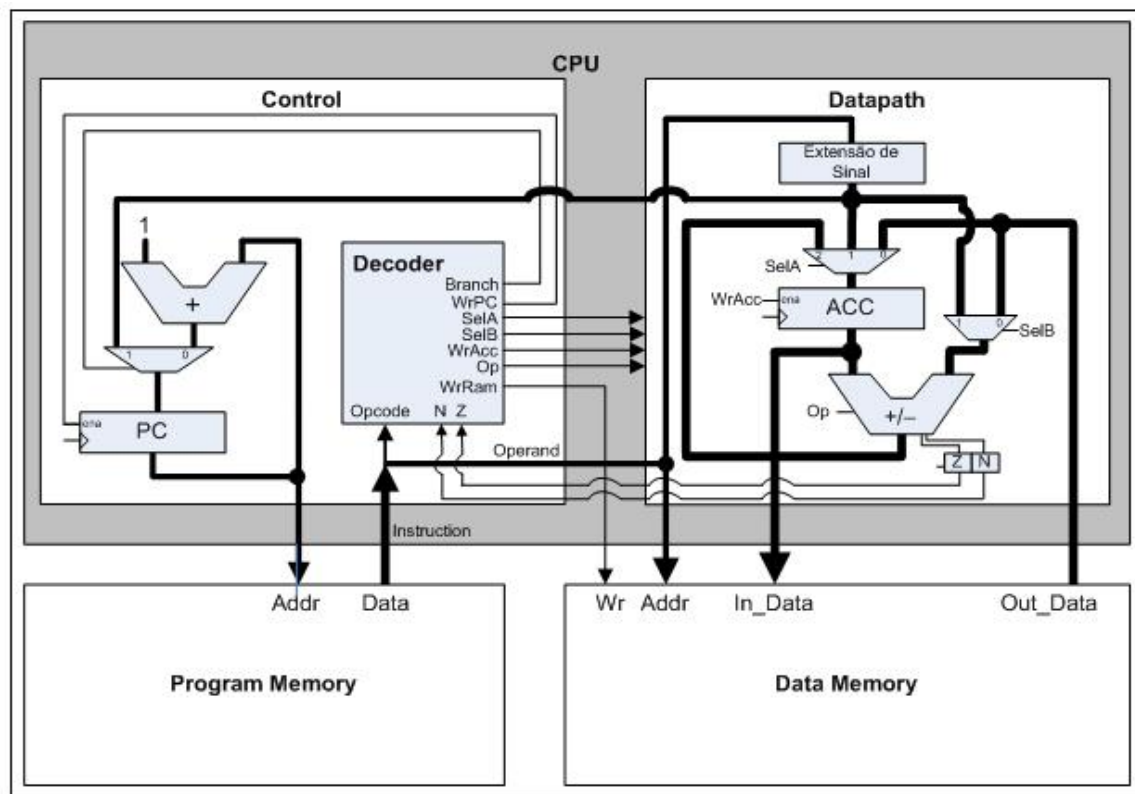 CPU
Control
Datapath
Extensão de
Sinal
1
+
1 0
ena
PC
Decoder
Branch
WrPC
SelA
SelB
WrAcc
Op
WrRam
Opcode N Z
Operand
Instruction
2 1 0
SelA
WrAcc
ena
ACC
1 0
SelB
Op
+/−
Z N
Addr Data
Program Memory
Wr Addr In_Data Out_Data
Data Memory